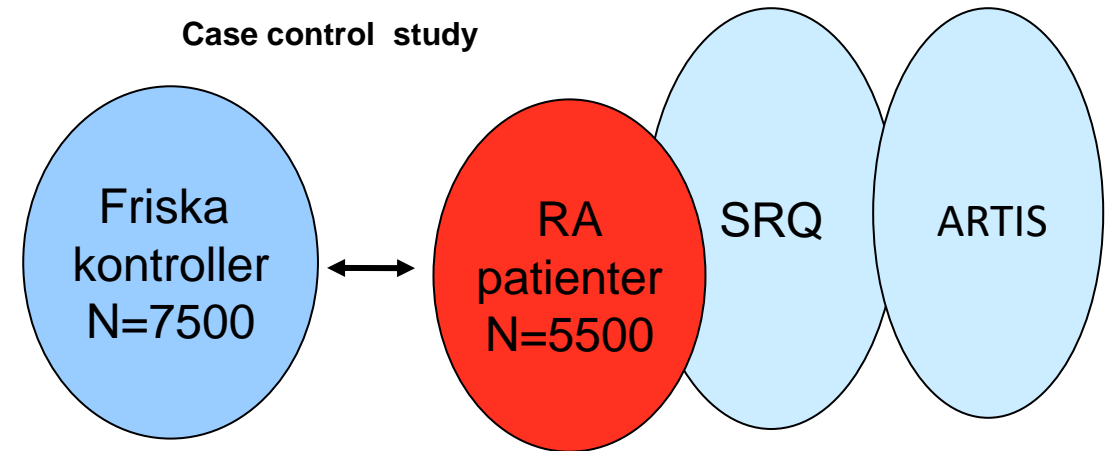 Case control study
Friska
kontroller
N=7500
RA
patienter
N=5500
SRQ
ARTIS